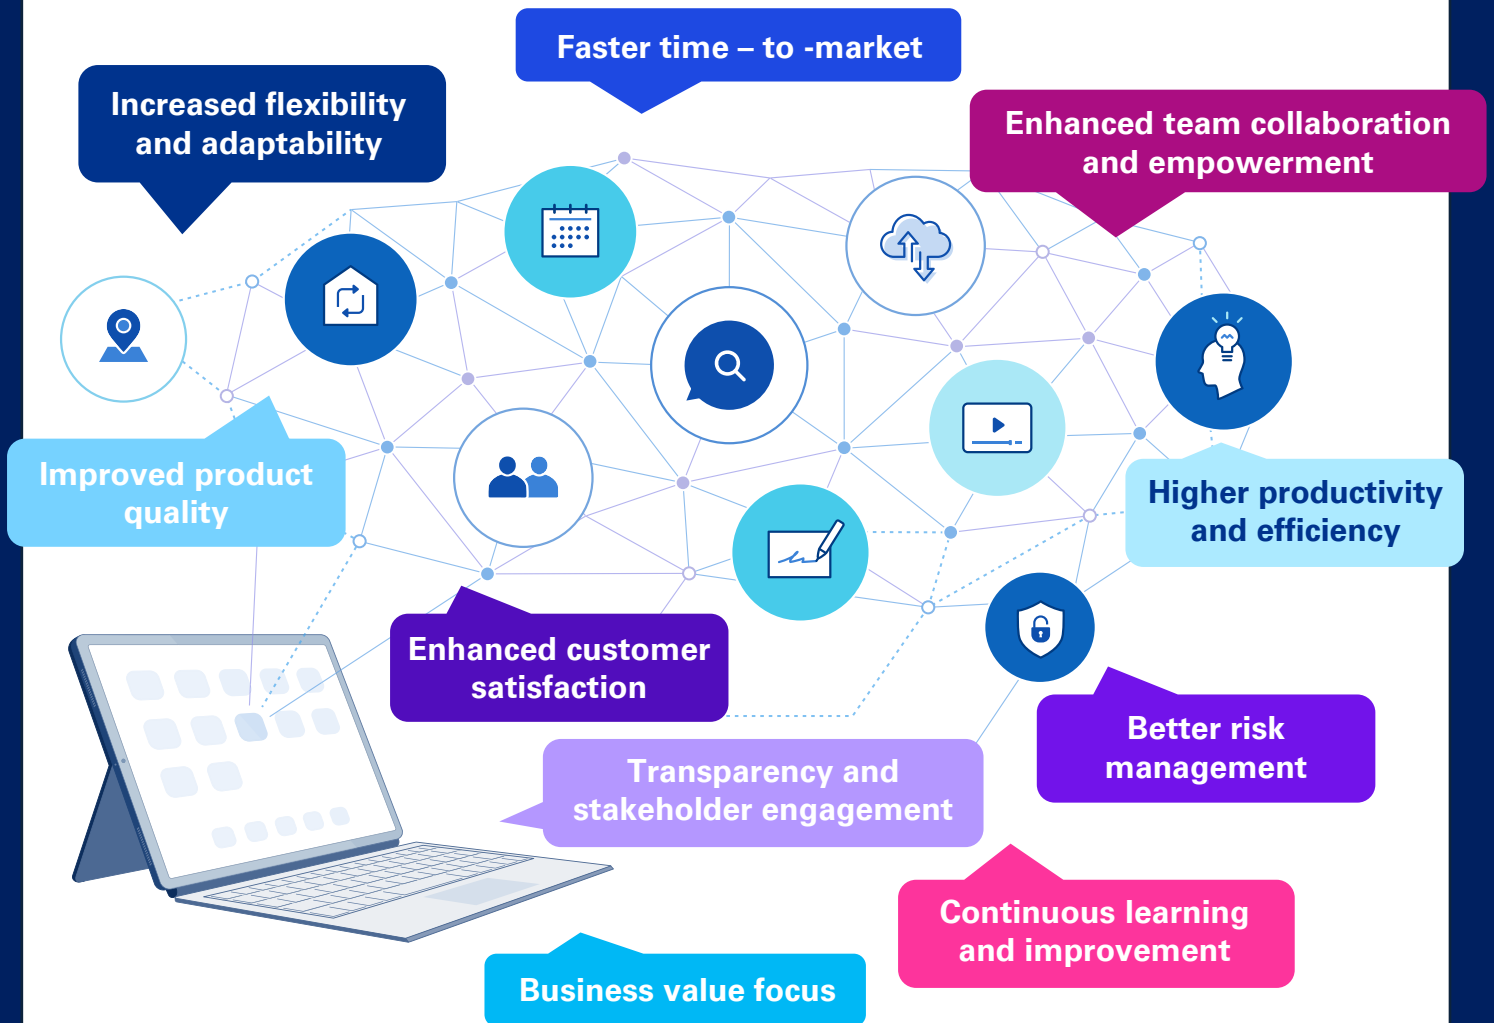 Faster time – to -market
Increased flexibility
and adaptability
Enhanced team collaboration
and empowerment
Improved product
quality
Higher productivity
and efficiency
Enhanced customer
satisfaction
Better risk
management
Transparency and
stakeholder engagement
Continuous learning
and improvement
Business value focus